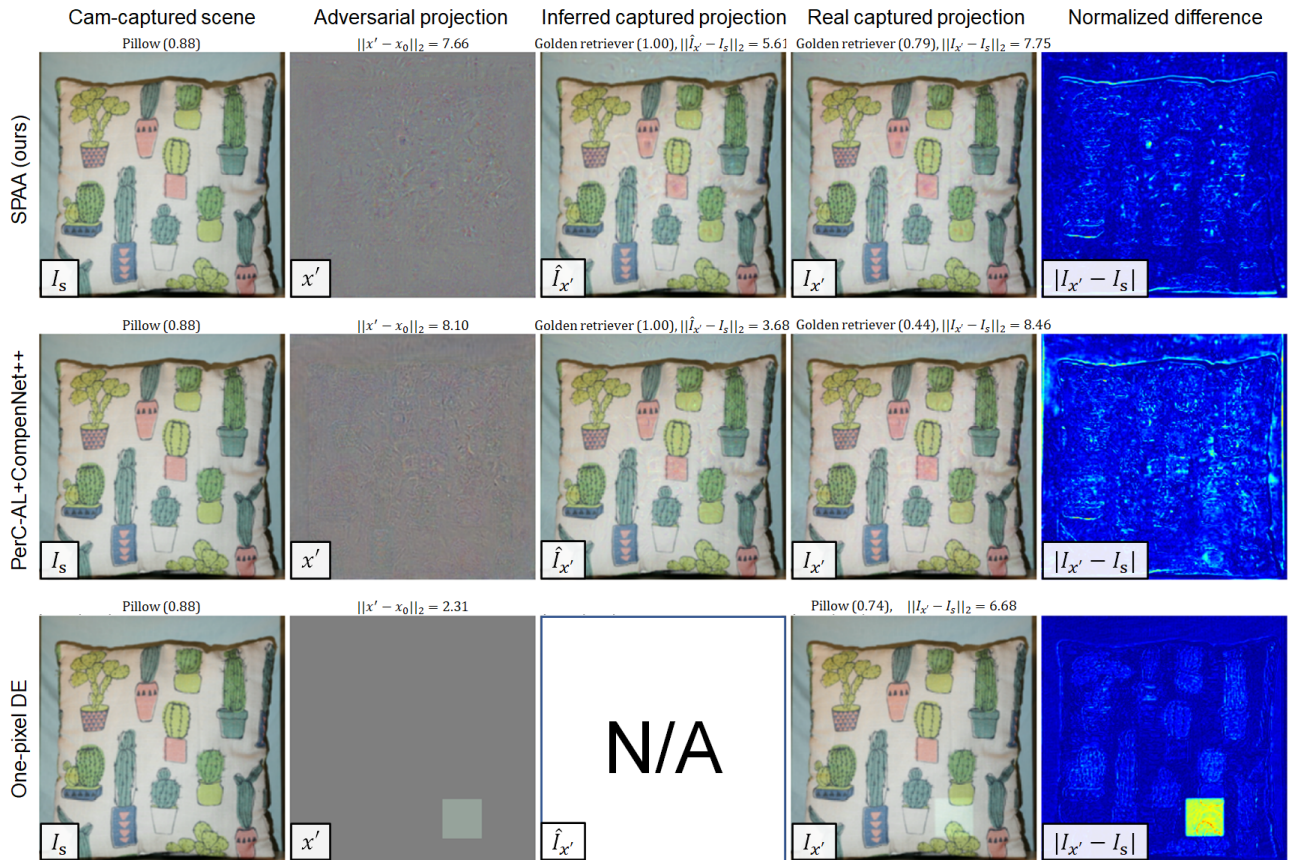 Cam-captured scene Adversarial projection Inferred captured projection Real captured projection Normalized difference
Pillow (0.88) ||x′ − x₀||₂ = 7.66 Golden retriever (1.00), ||Î_x′ − I_s||₂ = 5.61 Golden retriever (0.79), ||I_x′ − I_s||₂ = 7.75
SPAA (ours)
I_s x′ Î_x′ I_x′ |I_x′ − I_s|
Pillow (0.88) ||x′ − x₀||₂ = 8.10 Golden retriever (1.00), ||Î_x′ − I_s||₂ = 3.68 Golden retriever (0.44), ||I_x′ − I_s||₂ = 8.46
PerC-AL+CompenNet++
I_s x′ Î_x′ I_x′ |I_x′ − I_s|
Pillow (0.88) ||x′ − x₀||₂ = 2.31 Pillow (0.74), ||I_x′ − I_s||₂ = 6.68
One-pixel DE
N/A
I_s x′ Î_x′ I_x′ |I_x′ − I_s|